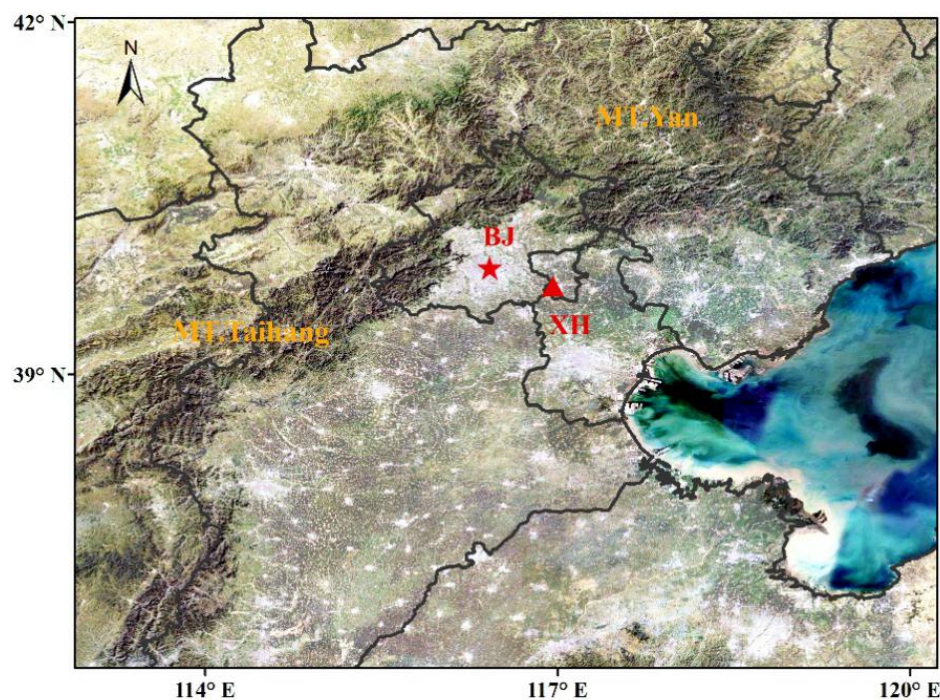 42° N
N
MT.Yan
BJ
XH
MT.Taihang
39° N
114° E
117° E
120° E